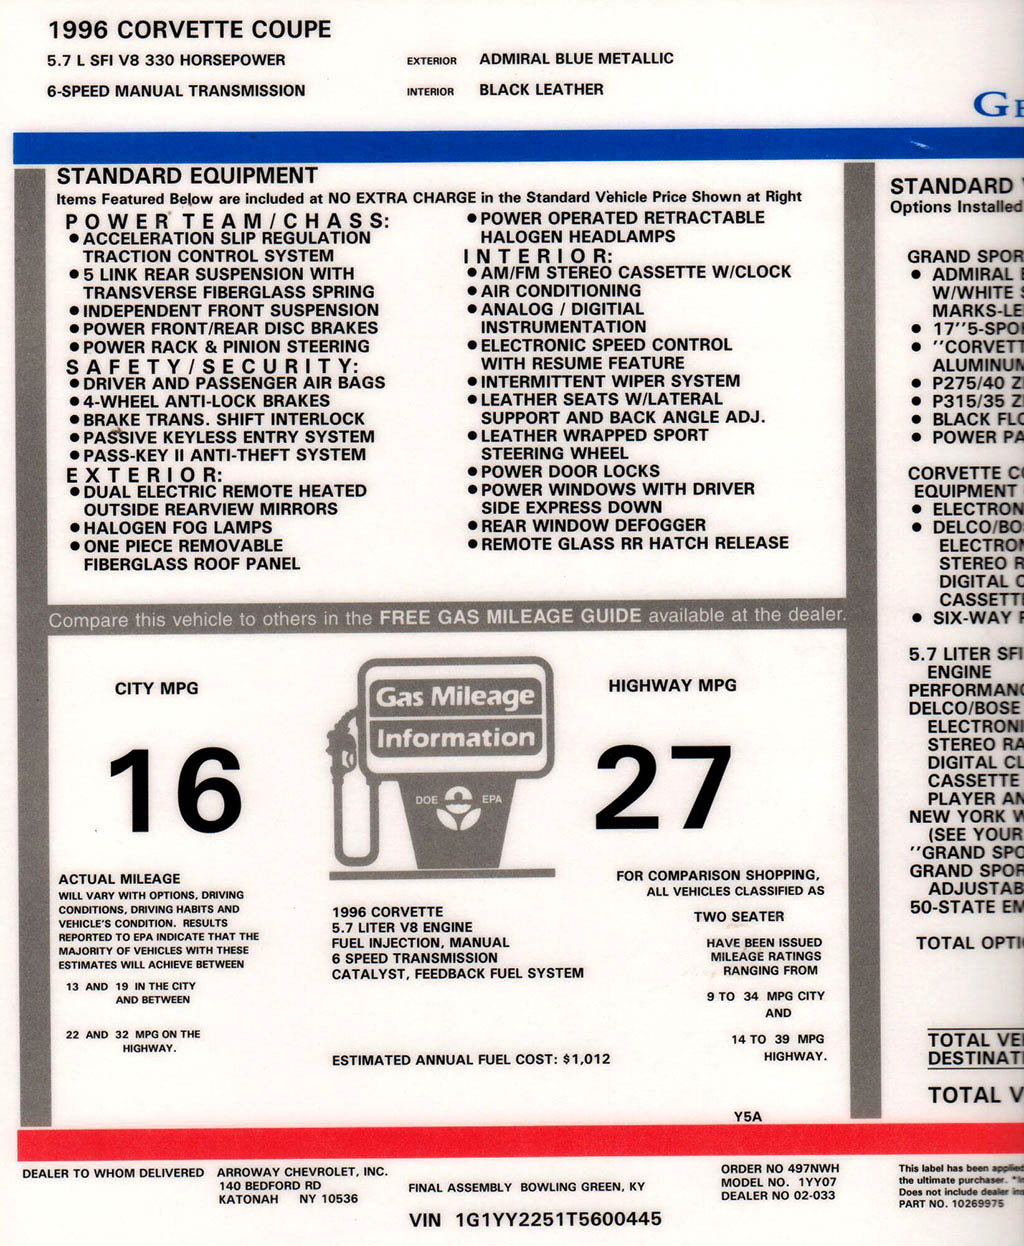 1996 CORVETTE COUPE
5.7 L SFI V8 330 HORSEPOWER
EXTERIOR ADMIRAL BLUE METALLIC
6-SPEED MANUAL TRANSMISSION
INTERIOR BLACK LEATHER
STANDARD EQUIPMENT
Items Featured Below are included at NO EXTRA CHARGE in the Standard Vehicle Price Shown at Right
POWER TEAM/CHASS:
● ACCELERATION SLIP REGULATION
TRACTION CONTROL SYSTEM
● 5 LINK REAR SUSPENSION WITH
TRANSVERSE FIBERGLASS SPRING
● INDEPENDENT FRONT SUSPENSION
● POWER FRONT/REAR DISC BRAKES
● POWER RACK & PINION STEERING
SAFETY/SECURITY:
● DRIVER AND PASSENGER AIR BAGS
● 4-WHEEL ANTI-LOCK BRAKES
● BRAKE TRANS. SHIFT INTERLOCK
● PASSIVE KEYLESS ENTRY SYSTEM
● PASS-KEY II ANTI-THEFT SYSTEM
EXTERIOR:
● DUAL ELECTRIC REMOTE HEATED
OUTSIDE REARVIEW MIRRORS
● HALOGEN FOG LAMPS
● ONE PIECE REMOVABLE
FIBERGLASS ROOF PANEL
● POWER OPERATED RETRACTABLE
HALOGEN HEADLAMPS
INTERIOR:
● AM/FM STEREO CASSETTE W/CLOCK
● AIR CONDITIONING
● ANALOG / DIGITIAL
INSTRUMENTATION
● ELECTRONIC SPEED CONTROL
WITH RESUME FEATURE
● INTERMITTENT WIPER SYSTEM
● LEATHER SEATS W/LATERAL
SUPPORT AND BACK ANGLE ADJ.
● LEATHER WRAPPED SPORT
STEERING WHEEL
● POWER DOOR LOCKS
● POWER WINDOWS WITH DRIVER
SIDE EXPRESS DOWN
● REAR WINDOW DEFOGGER
● REMOTE GLASS RR HATCH RELEASE
Compare this vehicle to others in the FREE GAS MILEAGE GUIDE available at the dealer.
CITY MPG
16
Gas Mileage
Information
DOE EPA
HIGHWAY MPG
27
ACTUAL MILEAGE
WILL VARY WITH OPTIONS, DRIVING
CONDITIONS, DRIVING HABITS AND
VEHICLE'S CONDITION. RESULTS
REPORTED TO EPA INDICATE THAT THE
MAJORITY OF VEHICLES WITH THESE
ESTIMATES WILL ACHIEVE BETWEEN
13 AND 19 IN THE CITY
AND BETWEEN
22 AND 32 MPG ON THE
HIGHWAY.
1996 CORVETTE
5.7 LITER V8 ENGINE
FUEL INJECTION, MANUAL
6 SPEED TRANSMISSION
CATALYST, FEEDBACK FUEL SYSTEM
ESTIMATED ANNUAL FUEL COST: $1,012
FOR COMPARISON SHOPPING,
ALL VEHICLES CLASSIFIED AS
TWO SEATER
HAVE BEEN ISSUED
MILEAGE RATINGS
RANGING FROM
9 TO 34 MPG CITY
AND
14 TO 39 MPG
HIGHWAY.
Y5A
STANDARD
Options Installed
GRAND SPOR
● ADMIRAL
W/WHITE
MARKS-LE
● 17"5-SPO
● "CORVETT
ALUMINUM
● P275/40 Z
● P315/35 Z
● BLACK FLO
● POWER PA
CORVETTE CO
EQUIPMENT
● ELECTRON
● DELCO/BO
ELECTRON
STEREO R
DIGITAL C
CASSETTE
● SIX-WAY
5.7 LITER SFI
ENGINE
PERFORMANC
DELCO/BOSE
ELECTRONI
STEREO RA
DIGITAL CL
CASSETTE
PLAYER AN
NEW YORK W
(SEE YOUR
"GRAND SPO
GRAND SPOR
ADJUSTAB
50-STATE EM
TOTAL OPTI
TOTAL VE
DESTINATI
TOTAL V
DEALER TO WHOM DELIVERED ARROWAY CHEVROLET, INC.
140 BEDFORD RD
KATONAH NY 10536
FINAL ASSEMBLY BOWLING GREEN, KY
VIN 1G1YY2251T5600445
ORDER NO 497NWH
MODEL NO. 1YY07
DEALER NO 02-033
This label has been applied
the ultimate purchaser.
Does not include dealer ins
PART NO. 10269975